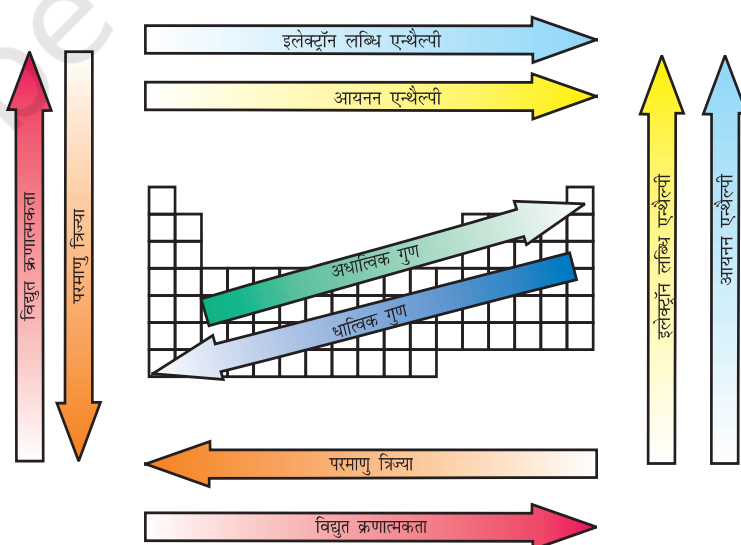 इलेक्ट्रॉन लब्धि एन्थैल्पी
आयनन एन्थैल्पी
विद्युत ऋणात्मकता
परमाणु त्रिज्या
अधात्विक गुण
धात्विक गुण
इलेक्ट्रॉन लब्धि एन्थैल्पी
आयनन एन्थैल्पी
परमाणु त्रिज्या
विद्युत ऋणात्मकता